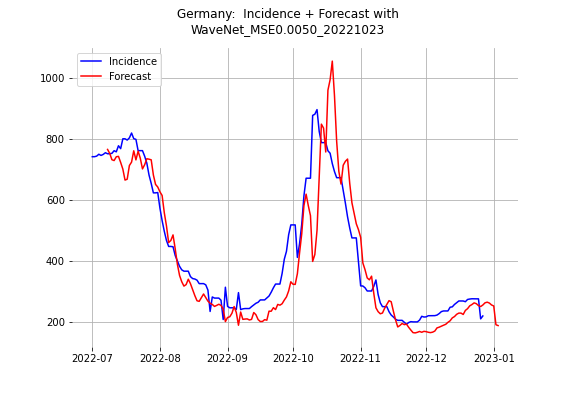 Germany:  Incidence + Forecast with
WaveNet_MSE0.0050_20221023
Incidence
Forecast
1000
800
600
400
200
2022-07 2022-08 2022-09 2022-10 2022-11 2022-12 2023-01